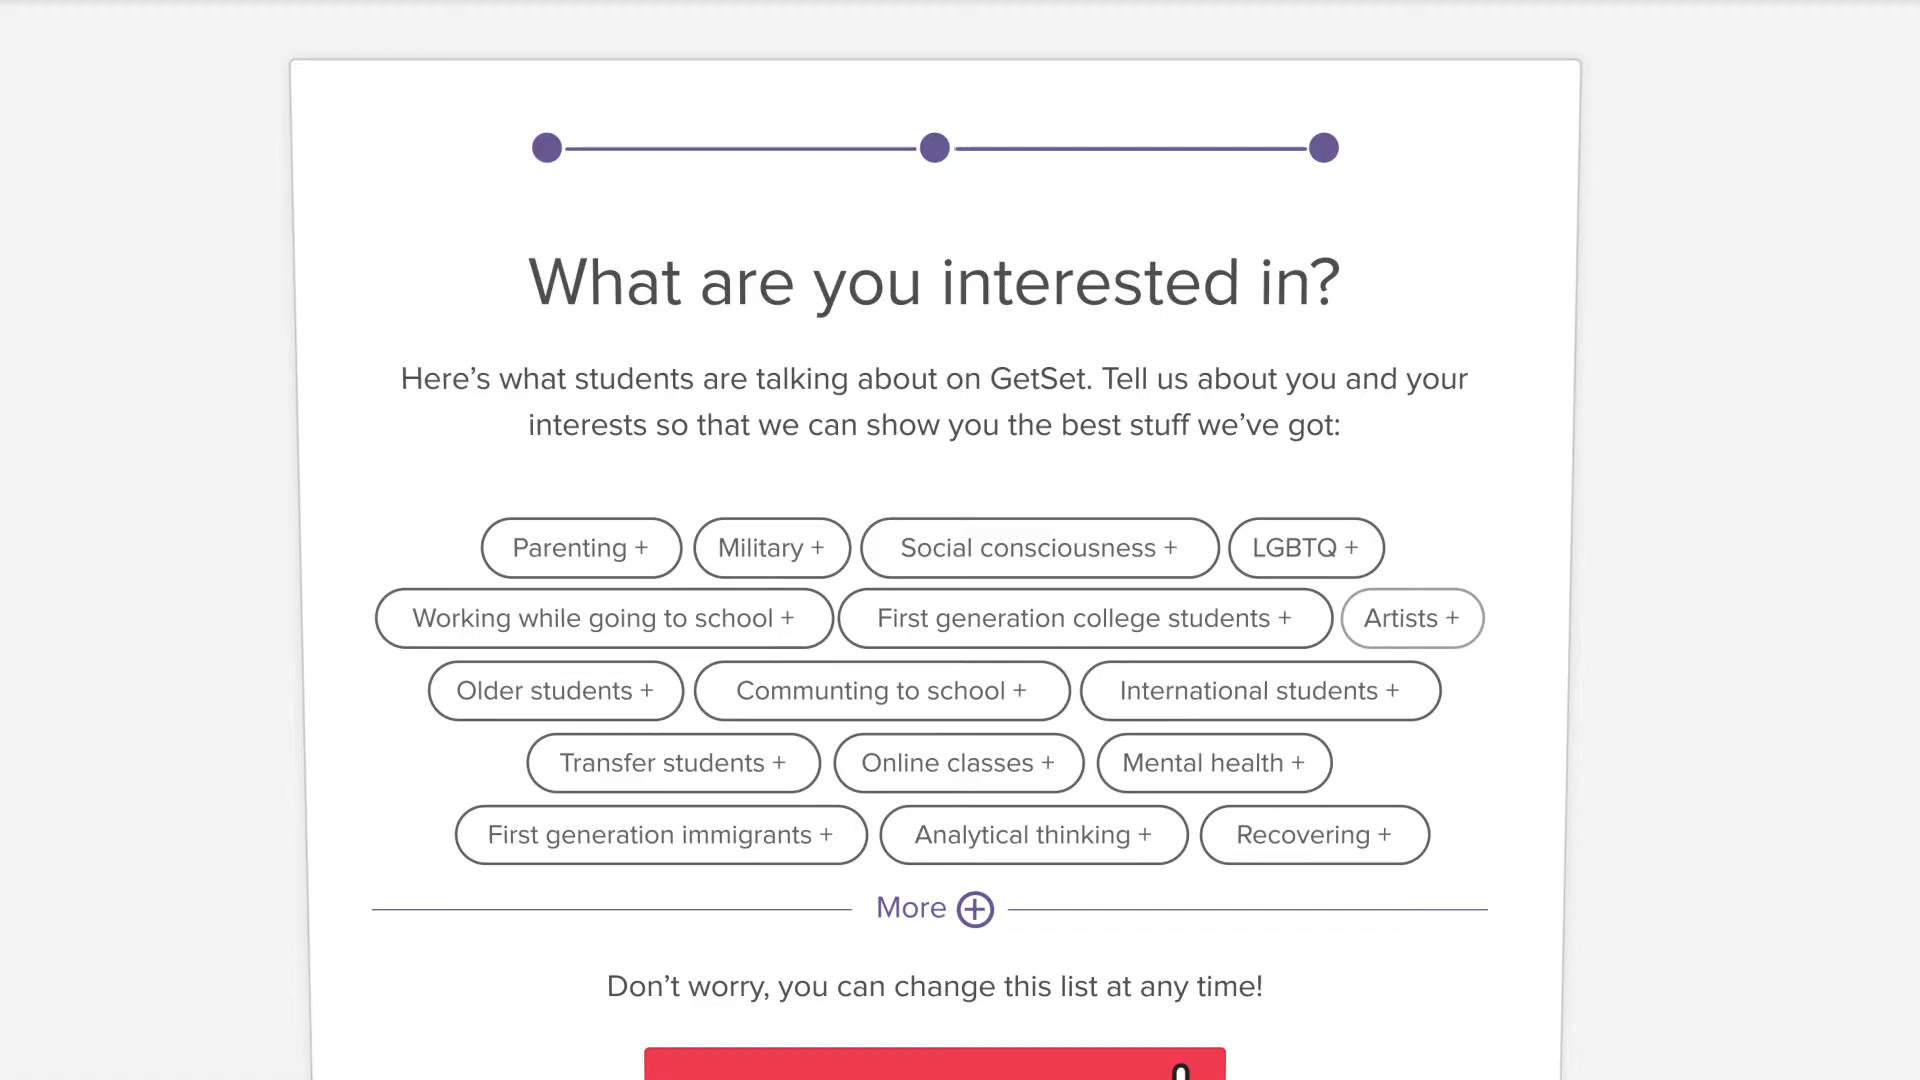 What are you interested in?
Here’s what students are talking about on GetSet. Tell us about you and your
interests so that we can show you the best stuff we’ve got:
Parenting + Military + Social consciousness + LGBTQ +
Working while going to school + First generation college students + Artists +
Older students + Communting to school + International students +
Transfer students + Online classes + Mental health +
First generation immigrants + Analytical thinking + Recovering +
More +
Don’t worry, you can change this list at any time!